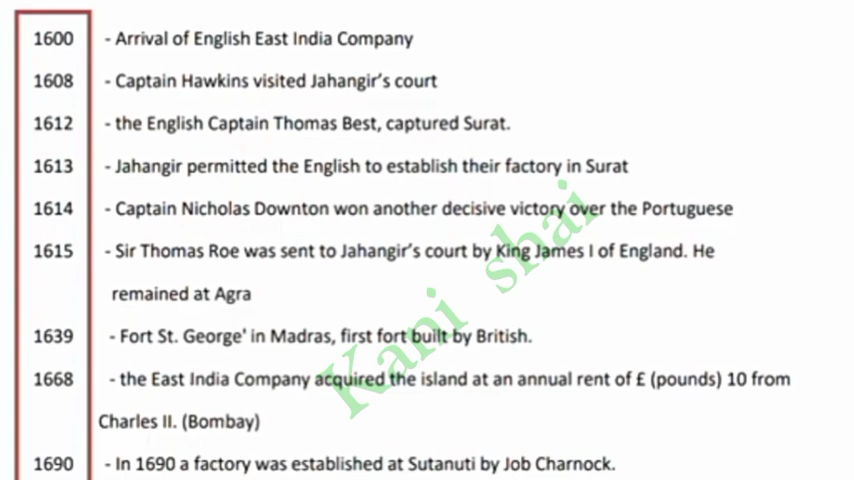 1600 - Arrival of English East India Company
1608 - Captain Hawkins visited Jahangir's court
1612 - the English Captain Thomas Best, captured Surat.
1613 - Jahangir permitted the English to establish their factory in Surat
1614 - Captain Nicholas Downton won another decisive victory over the Portuguese
1615 - Sir Thomas Roe was sent to Jahangir's court by King James I of England. He
remained at Agra
1639 - Fort St. George' in Madras, first fort built by British.
1668 - the East India Company acquired the island at an annual rent of £ (pounds) 10 from
Charles II. (Bombay)
1690 - In 1690 a factory was established at Sutanuti by Job Charnock.
Kani shai